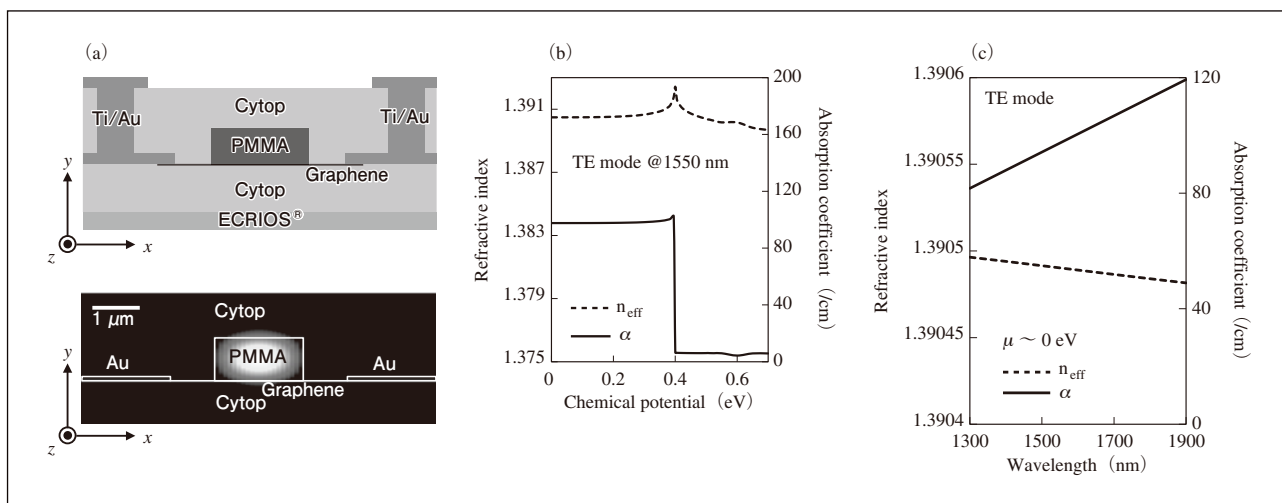 (a)
Cytop
Ti/Au
Ti/Au
PMMA
Graphene
Cytop
ECRIOS®
y
z
x
1 μm
Cytop
PMMA
Au
Au
Graphene
Cytop
y
z
x
(b)
Refractive index
1.391
1.387
1.383
1.379
1.375
TE mode @1550 nm
n_eff
α
0
0.2
0.4
0.6
Chemical potential (eV)
200
160
120
80
40
0
Absorption coefficient (/cm)
(c)
Refractive index
1.3906
1.39055
1.3905
1.39045
1.3904
TE mode
μ ~ 0 eV
n_eff
α
1300
1500
1700
1900
Wavelength (nm)
120
80
40
0
Absorption coefficient (/cm)